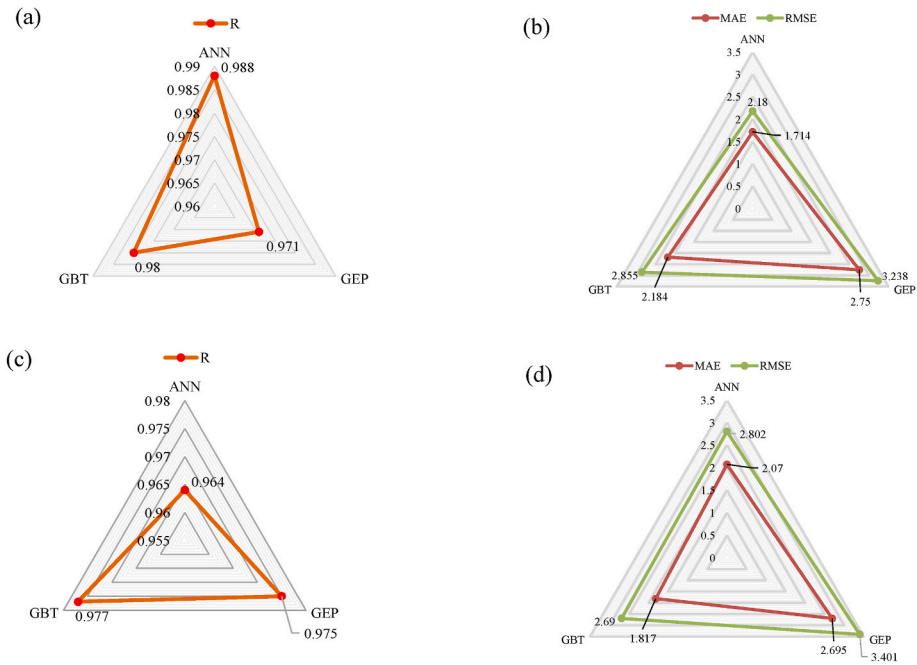 (a)
R
ANN
0.99
0.988
0.985
0.98
0.975
0.97
0.965
0.96
0.971
0.98
GBT
GEP
(b)
MAE
RMSE
ANN
3.5
3
2.5
2.18
2
1.714
1.5
1
0.5
0
2.855
3.238
GBT
GEP
2.184
2.75
(c)
R
ANN
0.98
0.975
0.97
0.965
0.964
0.96
0.955
GBT
0.977
GEP
0.975
(d)
MAE
RMSE
ANN
3.5
3
2.802
2.5
2.07
2
1.5
1
0.5
0
2.69
GBT
1.817
2.695
GEP
3.401